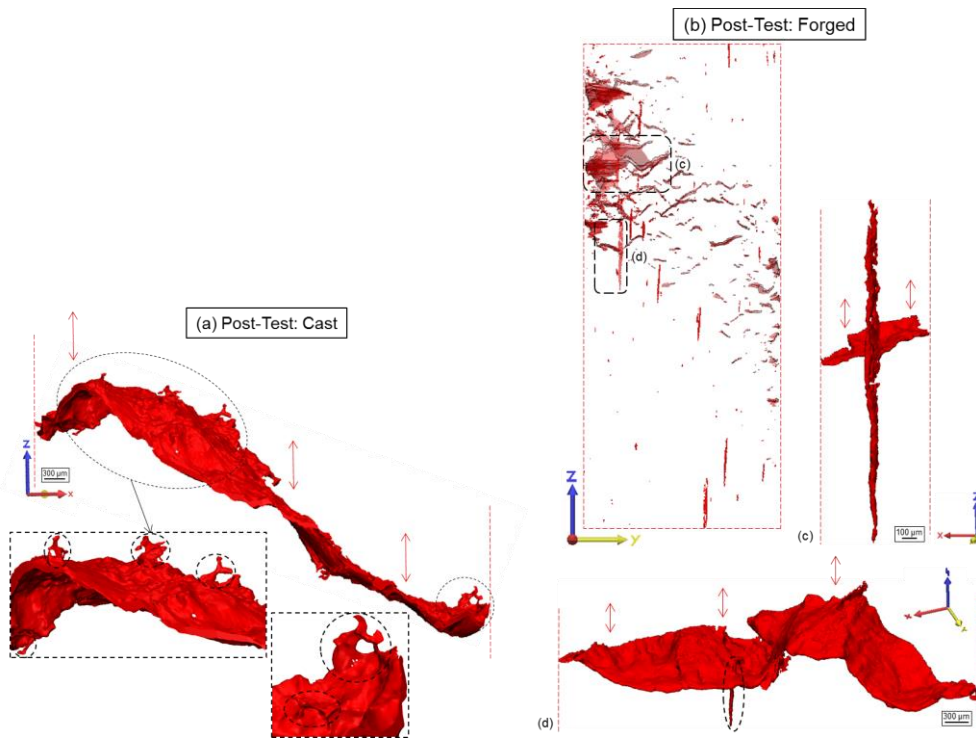 (b) Post-Test: Forged
(c)
(d)
(a) Post-Test: Cast
Z
300 µm
X
Z
Y
(c)
Z
X
100 µm
X
(d)
300 µm